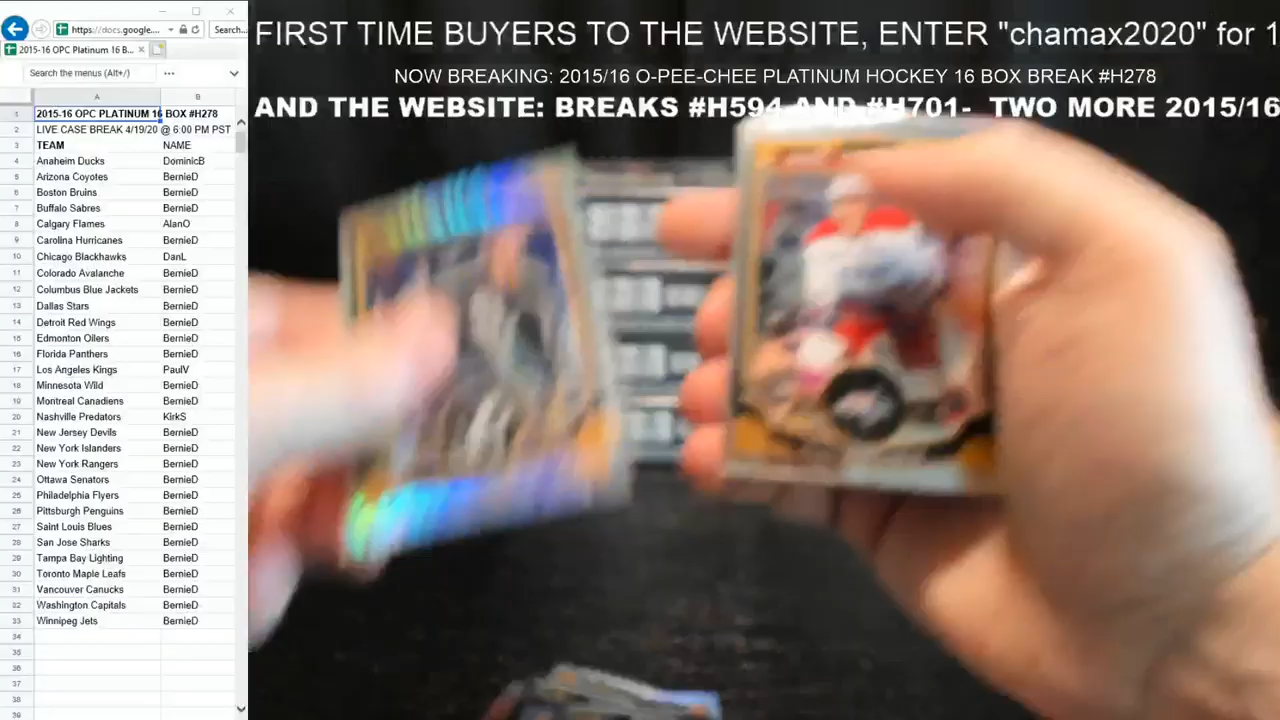 https://docs.google....
Search...
2015-16 OPC Platinum 16 B...
Search the menus (Alt+/)
A B
1 2015-16 OPC PLATINUM 16 BOX #H278
2 LIVE CASE BREAK 4/19/20 @ 6:00 PM PST
3 TEAM NAME
4 Anaheim Ducks DominicB
5 Arizona Coyotes BernieD
6 Boston Bruins BernieD
7 Buffalo Sabres BernieD
8 Calgary Flames AlanO
9 Carolina Hurricanes BernieD
10 Chicago Blackhawks DanL
11 Colorado Avalanche BernieD
12 Columbus Blue Jackets BernieD
13 Dallas Stars BernieD
14 Detroit Red Wings BernieD
15 Edmonton Oilers BernieD
16 Florida Panthers BernieD
17 Los Angeles Kings PaulV
18 Minnesota Wild BernieD
19 Montreal Canadiens BernieD
20 Nashville Predators KirkS
21 New Jersey Devils BernieD
22 New York Islanders BernieD
23 New York Rangers BernieD
24 Ottawa Senators BernieD
25 Philadelphia Flyers BernieD
26 Pittsburgh Penguins BernieD
27 Saint Louis Blues BernieD
28 San Jose Sharks BernieD
29 Tampa Bay Lighting BernieD
30 Toronto Maple Leafs BernieD
31 Vancouver Canucks BernieD
32 Washington Capitals BernieD
33 Winnipeg Jets BernieD
34
35
36
37
38
39
FIRST TIME BUYERS TO THE WEBSITE, ENTER "chamax2020" for 1
NOW BREAKING: 2015/16 O-PEE-CHEE PLATINUM HOCKEY 16 BOX BREAK #H278
AND THE WEBSITE: BREAKS #H594 AND #H701- TWO MORE 2015/16